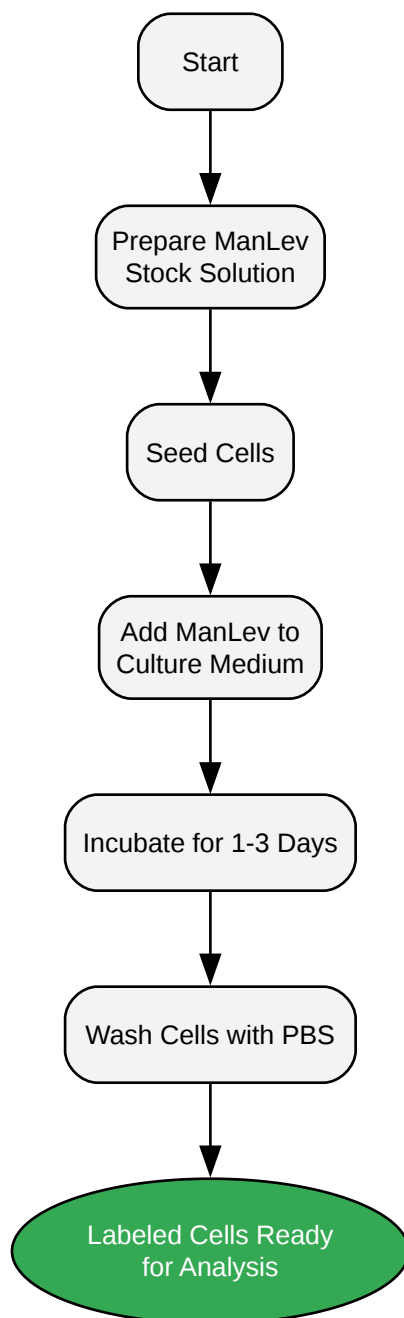 Start
Prepare ManLev
Stock Solution
Seed Cells
Add ManLev to
Culture Medium
Incubate for 1-3 Days
Wash Cells with PBS
Labeled Cells Ready
for Analysis